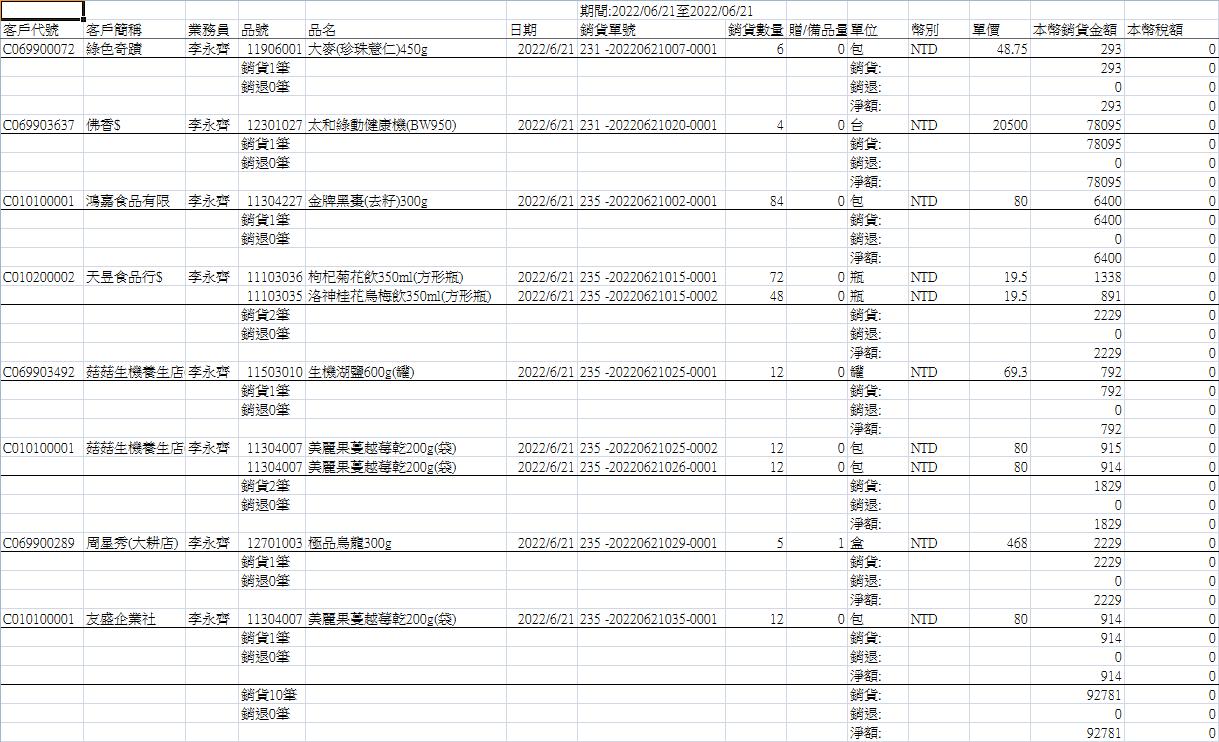 期間:2022/06/21至2022/06/21
客戶代號 客戶簡稱 業務員 品號 品名 日期 銷貨單號 銷貨數量 贈/備品量 單位 幣別 單價 本幣銷貨金額 本幣稅額
C069900072 綠色奇蹟 李永齊 11906001 大麥(珍珠薏仁)450g 2022/6/21 231 -20220621007-0001 6 0 包 NTD 48.75 293 0
銷貨1筆 銷貨: 293 0
銷退0筆 銷退: 0 0
淨額: 293 0
C069903637 佛香$ 李永齊 12301027 太和綠動健康機(BW950) 2022/6/21 231 -20220621020-0001 4 0 台 NTD 20500 78095 0
銷貨1筆 銷貨: 78095 0
銷退0筆 銷退: 0 0
淨額: 78095 0
C010100001 鴻嘉食品有限 李永齊 11304227 金牌黑棗(去籽)300g 2022/6/21 235 -20220621002-0001 84 0 包 NTD 80 6400 0
銷貨1筆 銷貨: 6400 0
銷退0筆 銷退: 0 0
淨額: 6400 0
C010200002 天昱食品行$ 李永齊 11103036 枸杞菊花飲350ml(方形瓶) 2022/6/21 235 -20220621015-0001 72 0 瓶 NTD 19.5 1338 0
11103035 洛神桂花烏梅飲350ml(方形瓶) 2022/6/21 235 -20220621015-0002 48 0 瓶 NTD 19.5 891 0
銷貨2筆 銷貨: 2229 0
銷退0筆 銷退: 0 0
淨額: 2229 0
C069903492 菇菇生機養生店 李永齊 11503010 生機湖鹽600g(罐) 2022/6/21 235 -20220621025-0001 12 0 罐 NTD 69.3 792 0
銷貨1筆 銷貨: 792 0
銷退0筆 銷退: 0 0
淨額: 792 0
C010100001 菇菇生機養生店 李永齊 11304007 美麗果蔓越莓乾200g(袋) 2022/6/21 235 -20220621025-0002 12 0 包 NTD 80 915 0
11304007 美麗果蔓越莓乾200g(袋) 2022/6/21 235 -20220621026-0001 12 0 包 NTD 80 914 0
銷貨2筆 銷貨: 1829 0
銷退0筆 銷退: 0 0
淨額: 1829 0
C069900289 周星秀(大耕店) 李永齊 12701003 極品烏龍300g 2022/6/21 235 -20220621029-0001 5 1 盒 NTD 468 2229 0
銷貨1筆 銷貨: 2229 0
銷退0筆 銷退: 0 0
淨額: 2229 0
C010100001 友盛企業社 李永齊 11304007 美麗果蔓越莓乾200g(袋) 2022/6/21 235 -20220621035-0001 12 0 包 NTD 80 914 0
銷貨1筆 銷貨: 914 0
銷退0筆 銷退: 0 0
淨額: 914 0
銷貨10筆 銷貨: 92781 0
銷退0筆 銷退: 0 0
淨額: 92781 0